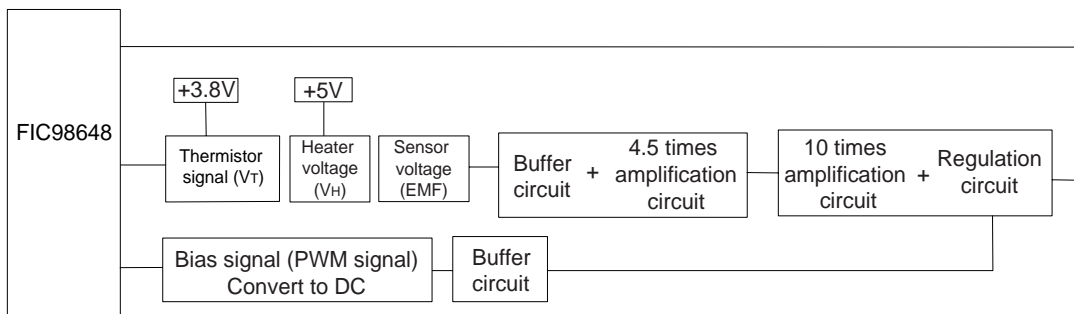 +3.8V
+5V
FIC98648
Thermistor
signal (VT)
Heater
voltage
(VH)
Sensor
voltage
(EMF)
Buffer
circuit
+
4.5 times
amplification
circuit
10 times
amplification
circuit
+
Regulation
circuit
Bias signal (PWM signal)
Convert to DC
Buffer
circuit